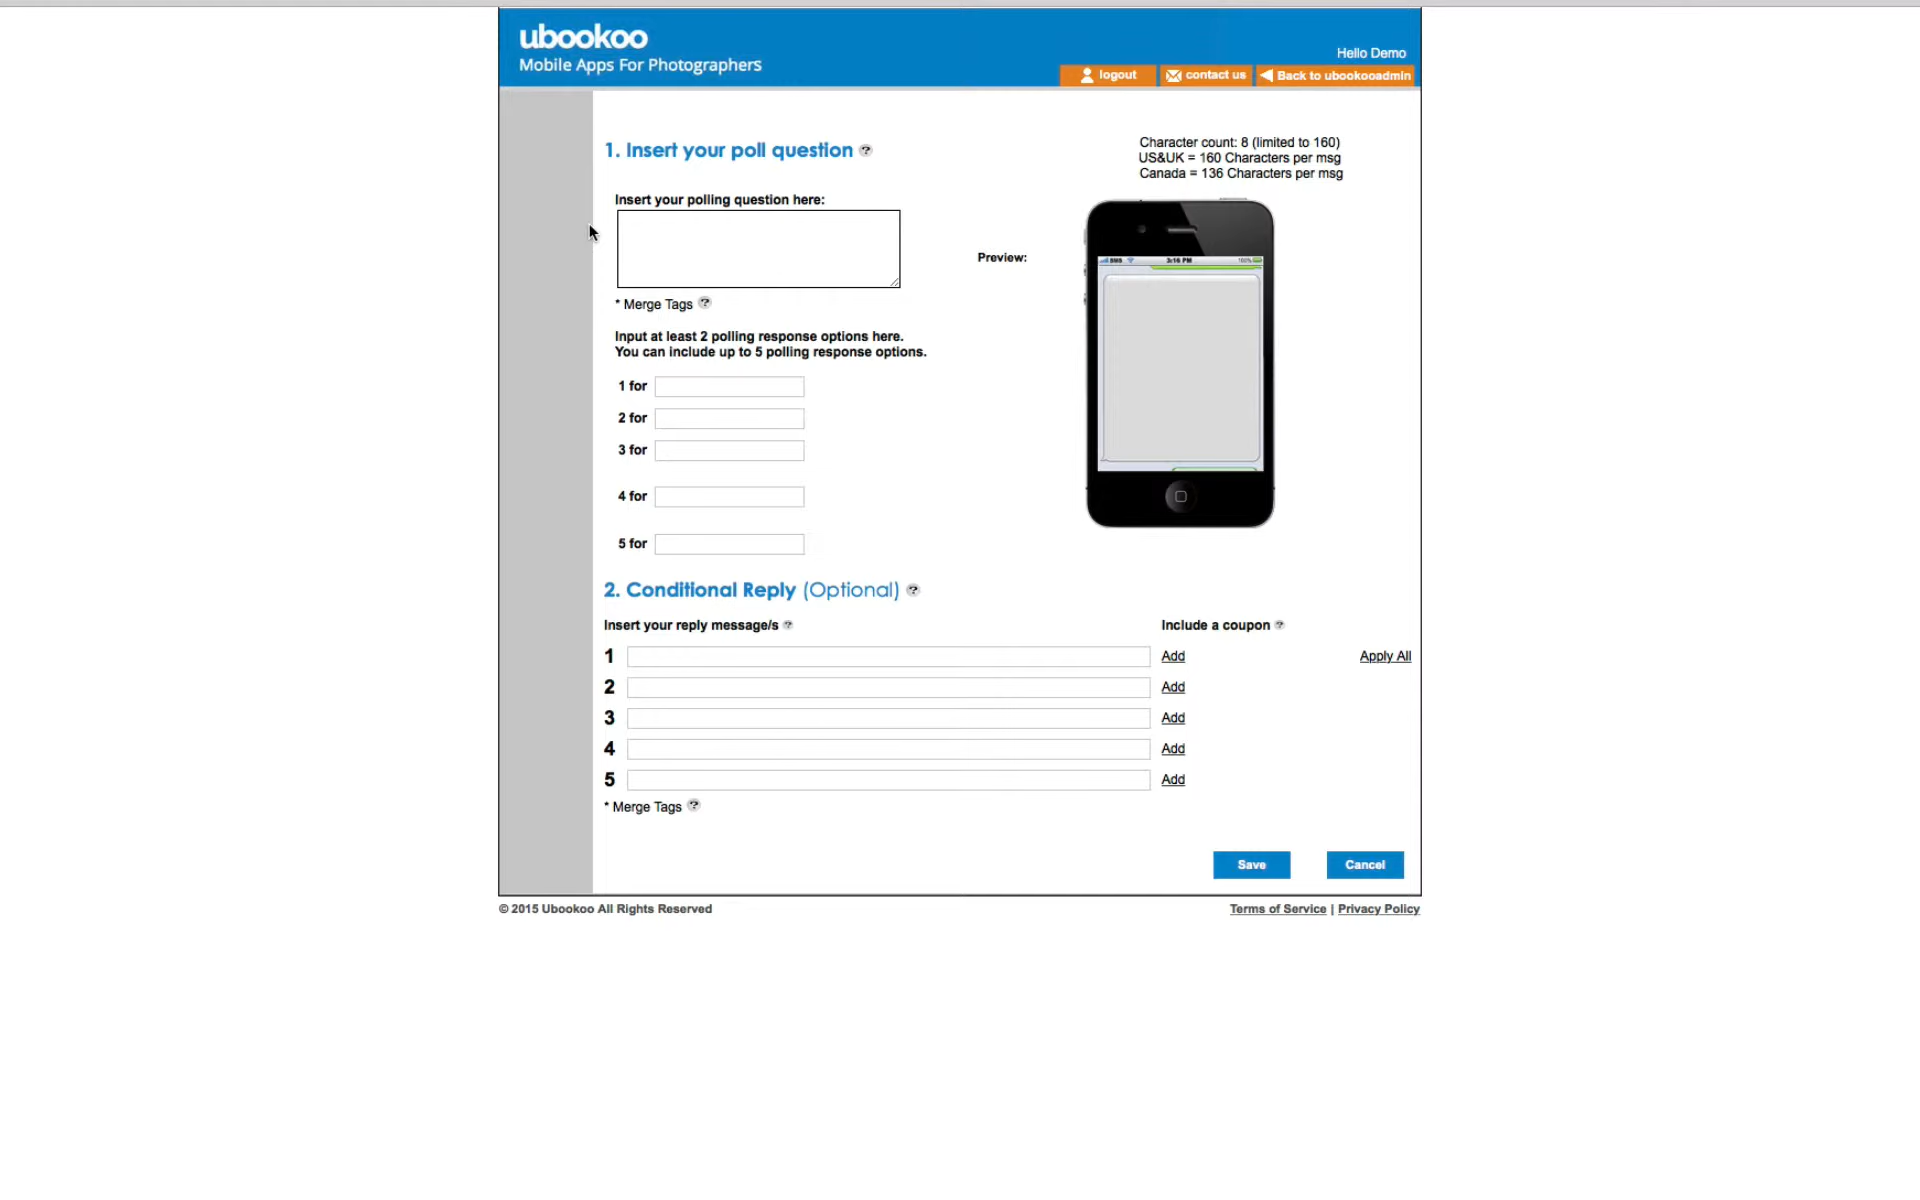 ubookoo
Mobile Apps For Photographers
Hello Demo
logout
contact us
Back to ubookooadmin
1. Insert your poll question ?
Character count: 8 (limited to 160)
US&UK = 160 Characters per msg
Canada = 136 Characters per msg
Insert your polling question here:
Preview:
SMS 3:16 PM 100%
* Merge Tags ?
Input at least 2 polling response options here.
You can include up to 5 polling response options.
1 for
2 for
3 for
4 for
5 for
2. Conditional Reply (Optional) ?
Insert your reply message/s ?
Include a coupon ?
1 Add Apply All
2 Add
3 Add
4 Add
5 Add
* Merge Tags ?
Save
Cancel
© 2015 Ubookoo All Rights Reserved
Terms of Service | Privacy Policy